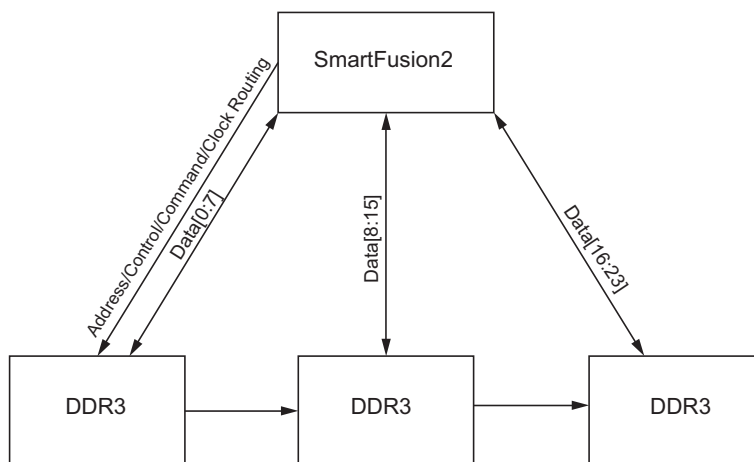 SmartFusion2
Address/Control/Command/Clock Routing
Data[0:7]
Data[8:15]
Data[16:23]
DDR3
DDR3
DDR3